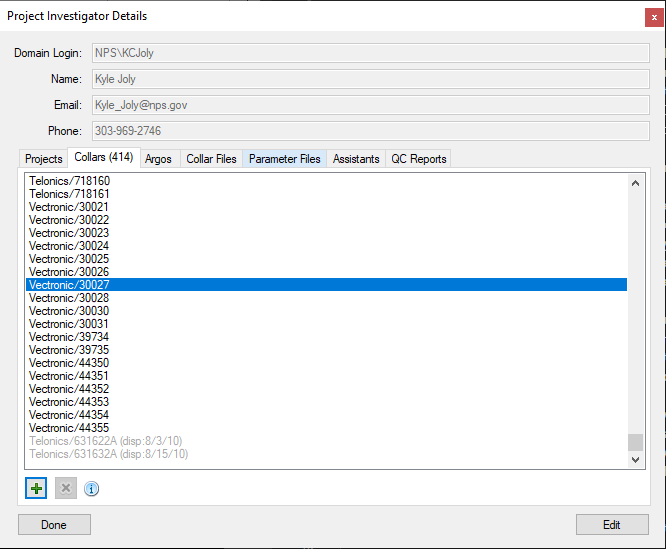 Project Investigator Details
Domain Login: NPS\KCJoly
Name: Kyle Joly
Email: Kyle_Joly@nps.gov
Phone: 303-969-2746
Projects Collars (414) Argos Collar Files Parameter Files Assistants QC Reports
Telonics/718160
Telonics/718161
Vectronic/30021
Vectronic/30022
Vectronic/30023
Vectronic/30024
Vectronic/30025
Vectronic/30026
Vectronic/30027
Vectronic/30028
Vectronic/30030
Vectronic/30031
Vectronic/39734
Vectronic/39735
Vectronic/44350
Vectronic/44351
Vectronic/44352
Vectronic/44353
Vectronic/44354
Vectronic/44355
Telonics/631622A (disp:8/3/10)
Telonics/631632A (disp:8/15/10)
Done Edit